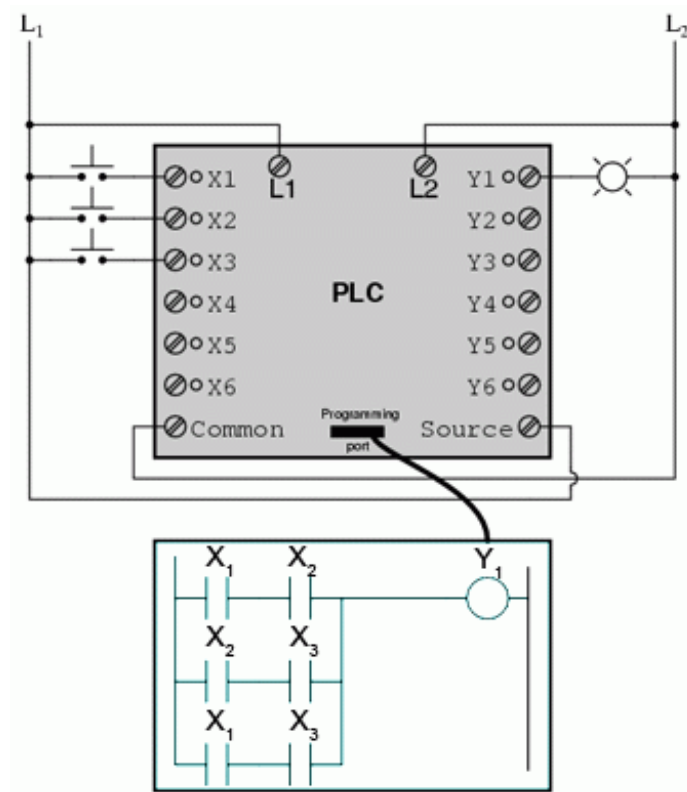 L₁ L₂
L1 L2
X1 Y1
X2 Y2
X3 Y3
PLC
X4 Y4
X5 Y5
X6 Y6
Programming
port
Common Source
X₁ X₂ Y₁
X₂ X₃
X₁ X₃